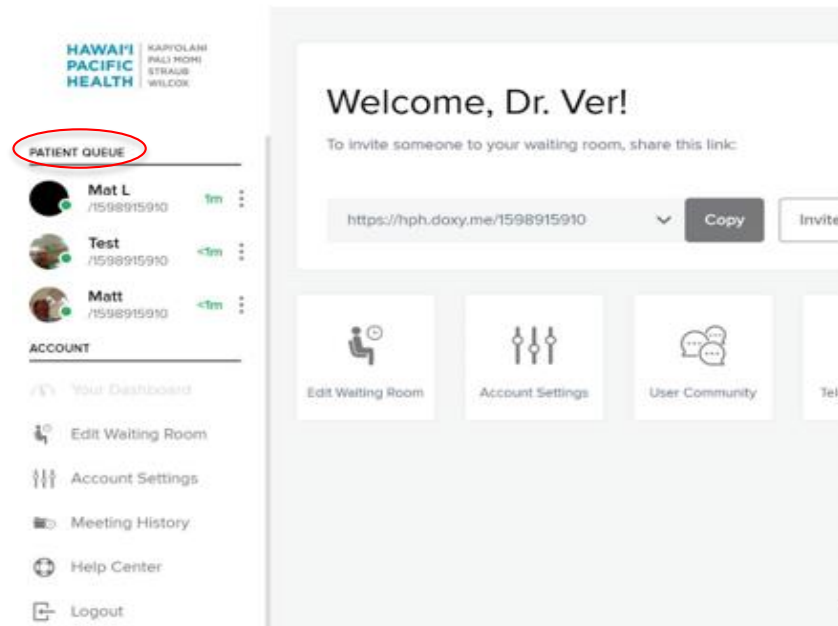 HAWAI'I
PACIFIC
HEALTH
KAPI'OLANI
PALI MOMI
STRAUB
WILCOX
PATIENT QUEUE
Mat L
/1598915910
1m
Test
/1598915910
<1m
Matt
/1598915910
<1m
ACCOUNT
Your Dashboard
Edit Waiting Room
Account Settings
Meeting History
Help Center
Logout
Welcome, Dr. Ver!
To invite someone to your waiting room, share this link:
https://hph.doxy.me/1598915910
Copy
Invite
Edit Waiting Room
Account Settings
User Community
Tel